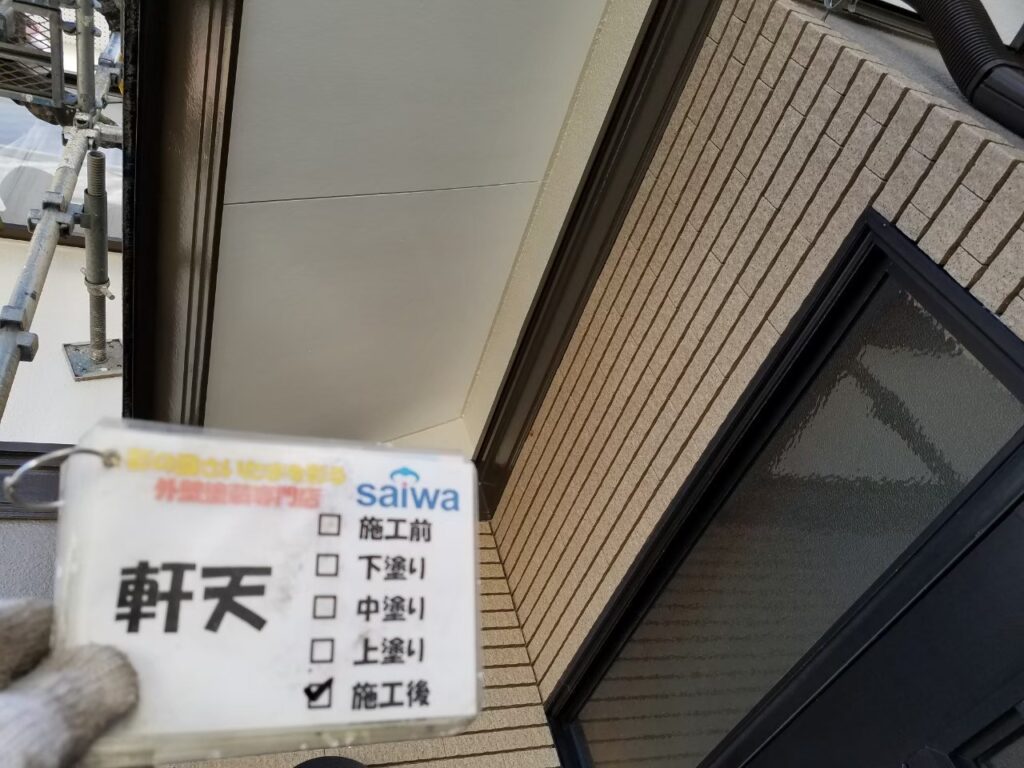 外壁塗装専門店
saiwa
軒天
□ 施工前
□ 下塗り
□ 中塗り
□ 上塗り
☑ 施工後